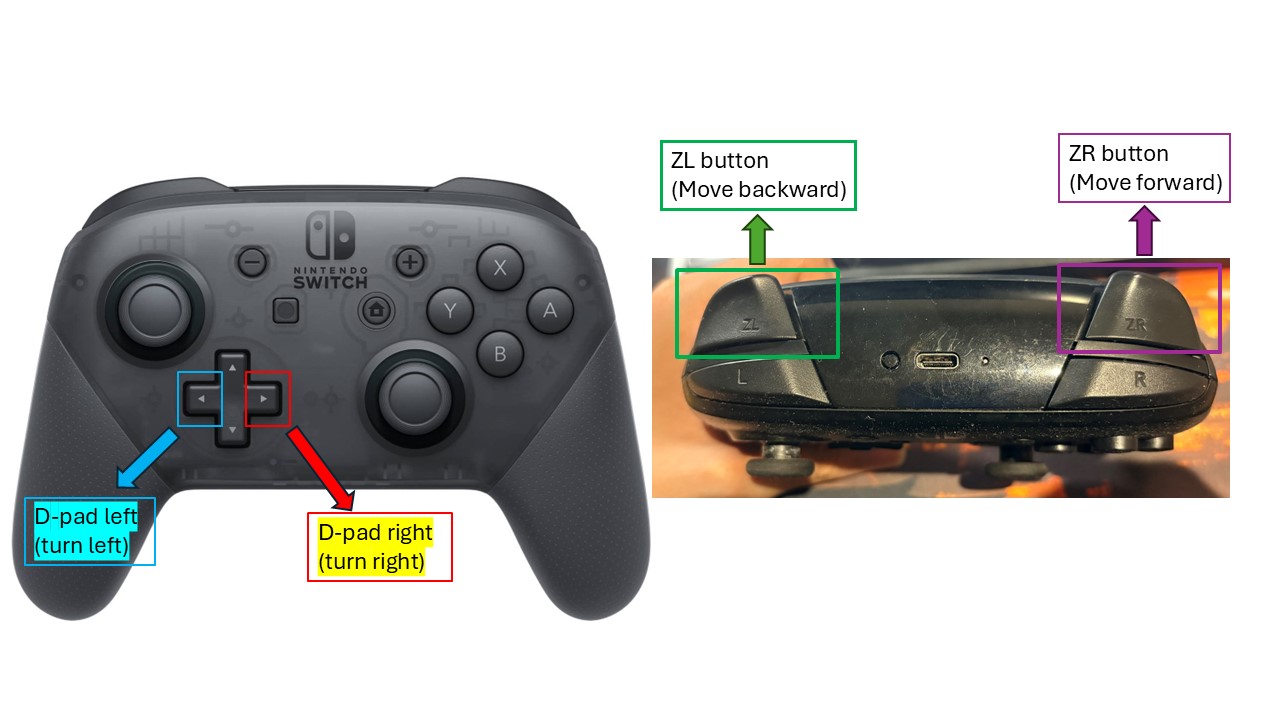 ZL button
(Move backward)
ZR button
(Move forward)
NINTENDO
SWITCH
X
Y
A
B
ZL
ZR
L
R
D-pad left
(turn left)
D-pad right
(turn right)